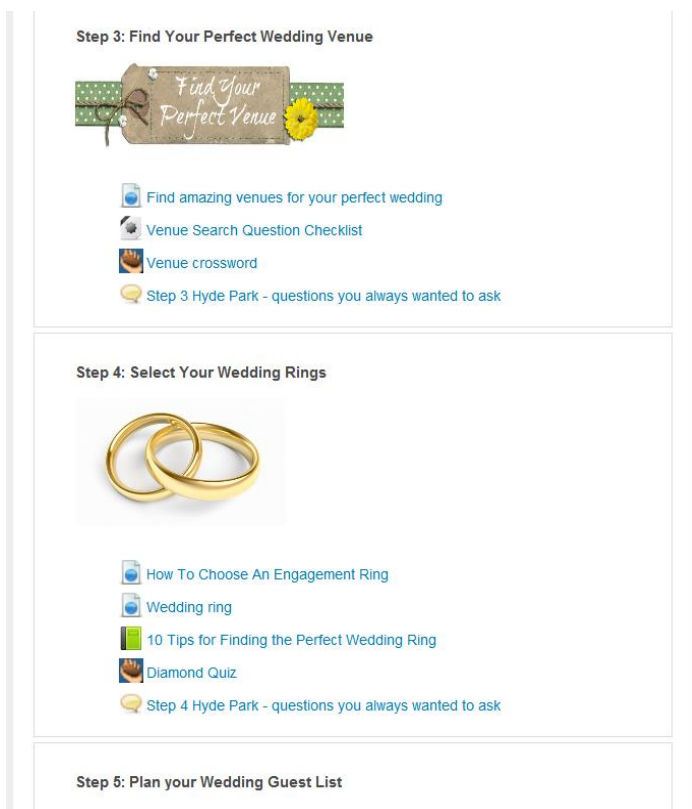 Step 3: Find Your Perfect Wedding Venue
Find Your
Perfect Venue
Find amazing venues for your perfect wedding
Venue Search Question Checklist
Venue crossword
Step 3 Hyde Park - questions you always wanted to ask
Step 4: Select Your Wedding Rings
How To Choose An Engagement Ring
Wedding ring
10 Tips for Finding the Perfect Wedding Ring
Diamond Quiz
Step 4 Hyde Park - questions you always wanted to ask
Step 5: Plan your Wedding Guest List